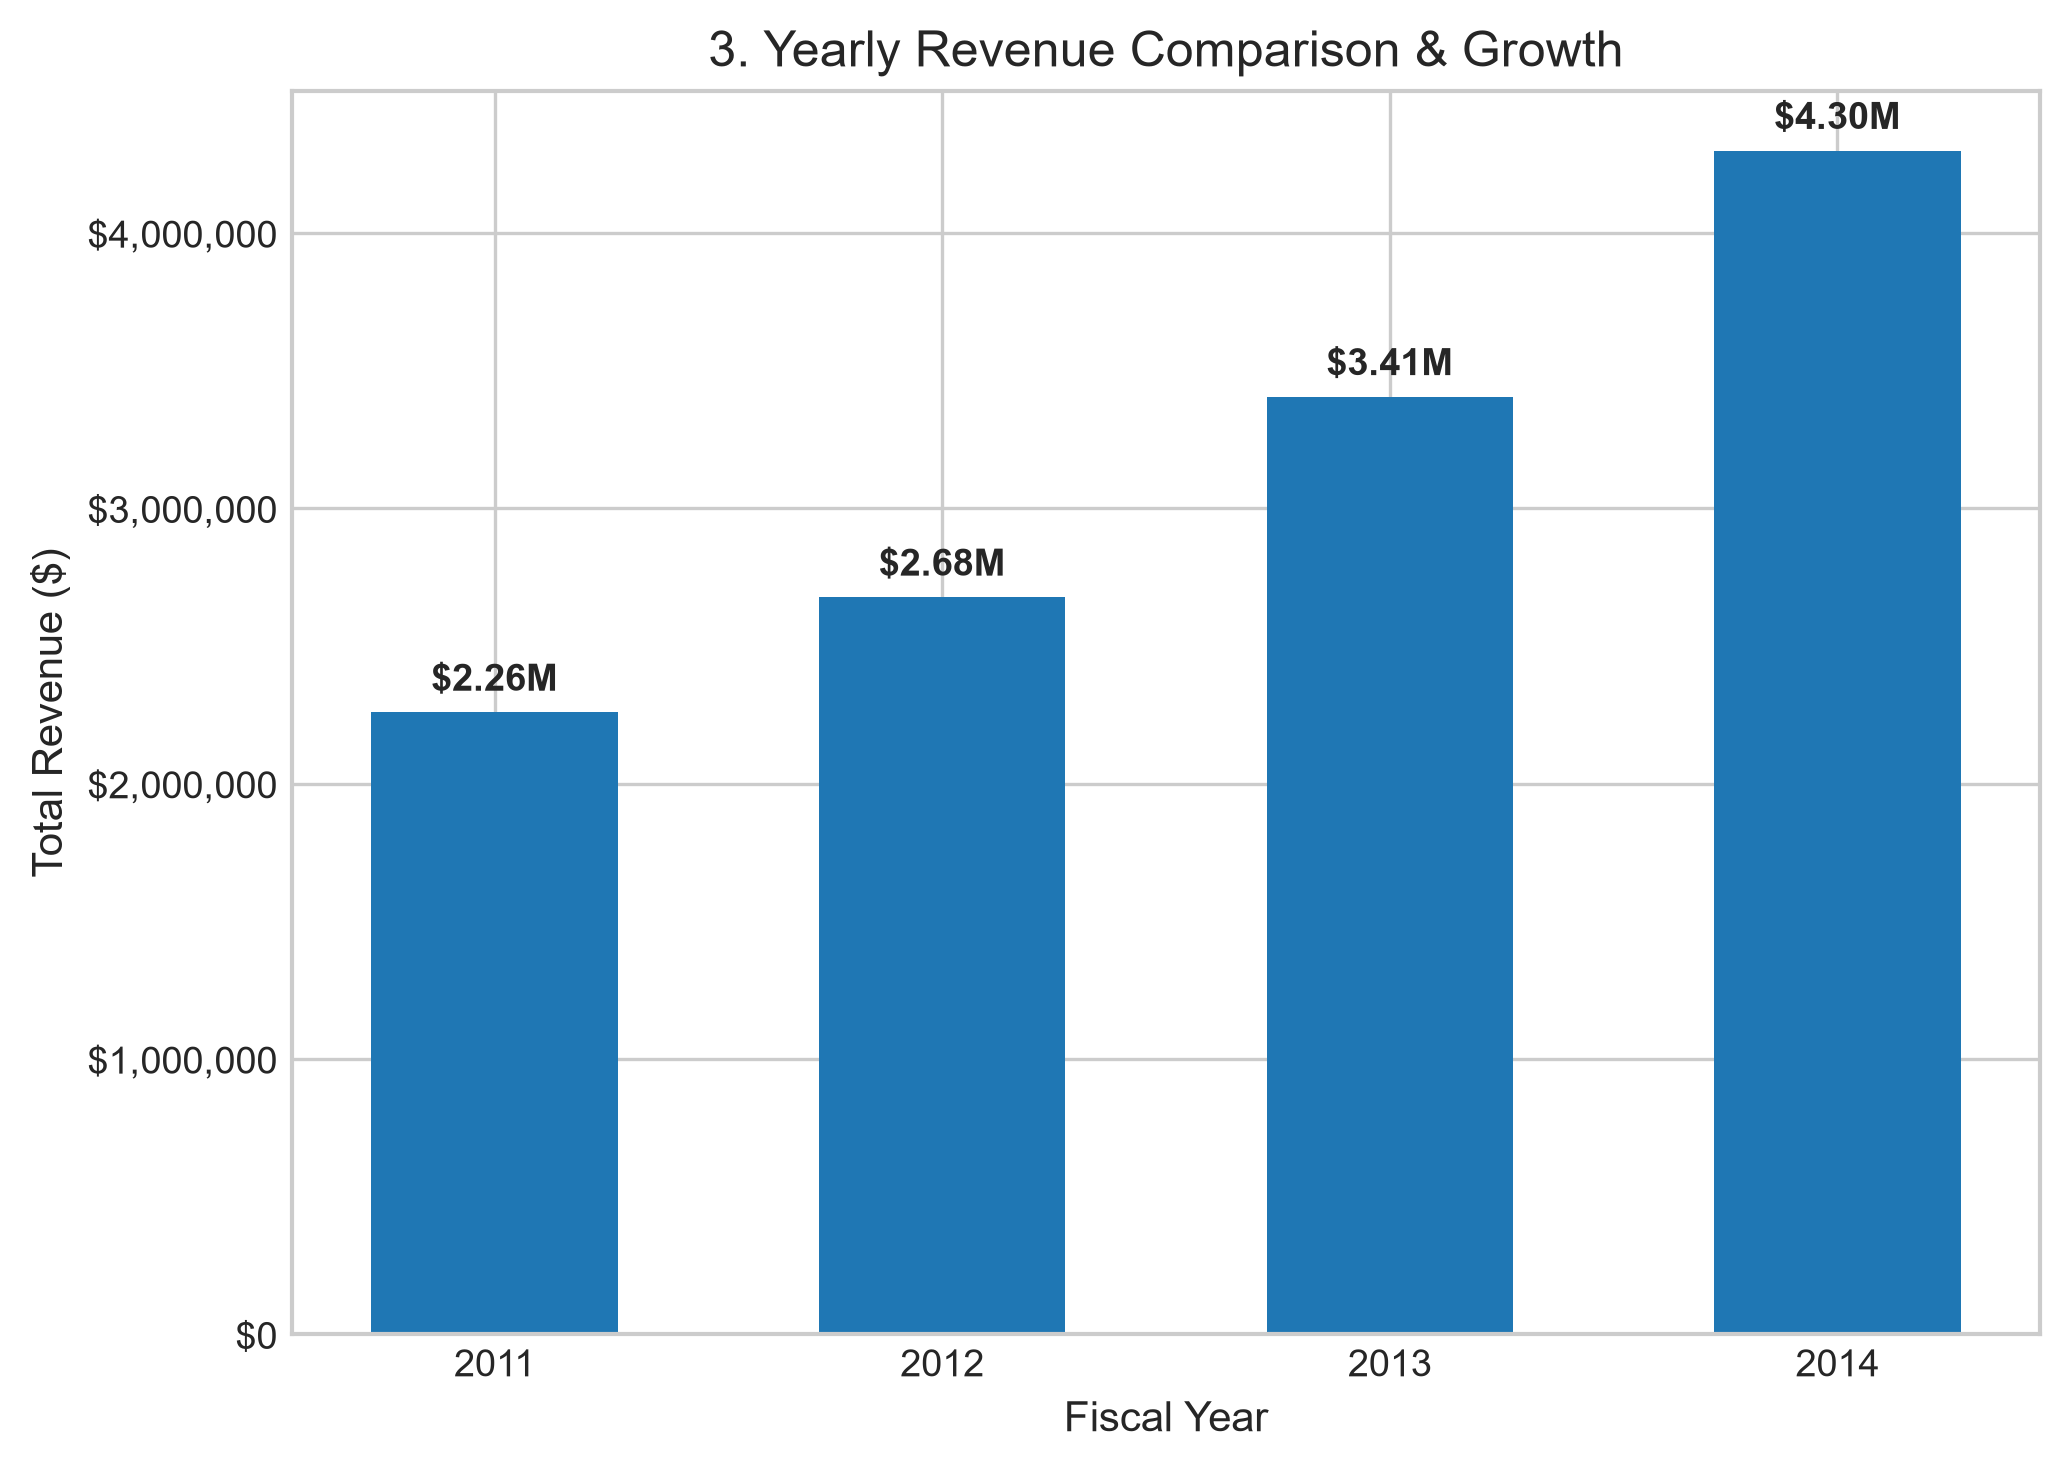 3. Yearly Revenue Comparison & Growth
$4.30M
$4,000,000
$3.41M
$3,000,000
$2.68M
$2.26M
$2,000,000
$1,000,000
$0
Total Revenue ($)
2011 2012 2013 2014
Fiscal Year